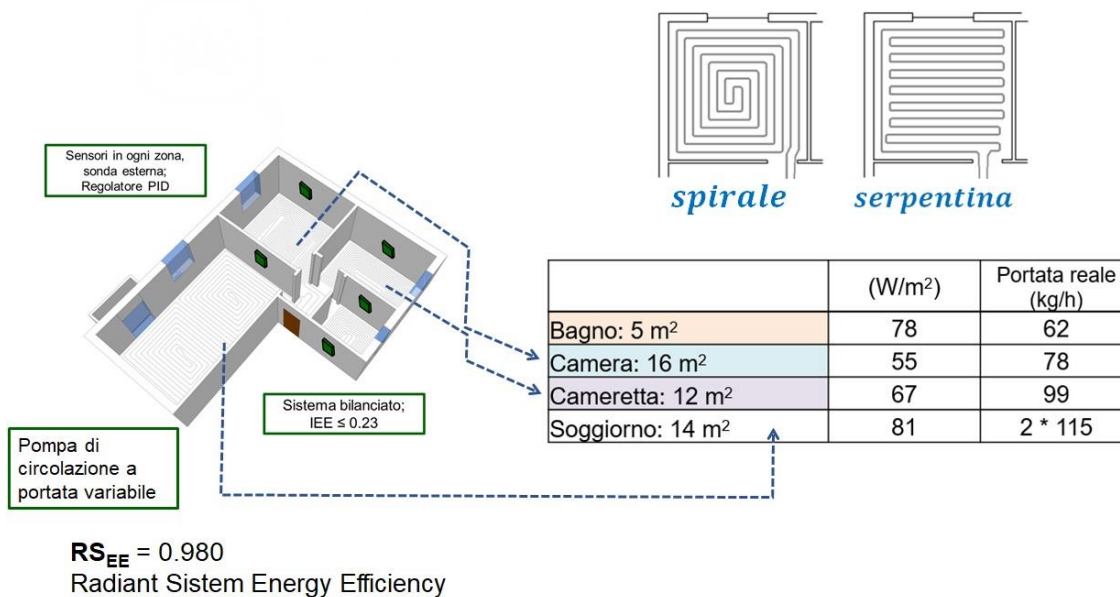 spirale
serpentina
Sensori in ogni zona,
sonda esterna;
Regolatore PID
(W/m²)
Portata reale
(kg/h)
Bagno: 5 m² 78 62
Camera: 16 m² 55 78
Cameretta: 12 m² 67 99
Soggiorno: 14 m² 81 2 * 115
Sistema bilanciato;
IEE ≤ 0.23
Pompa di
circolazione a
portata variabile
RS_EE = 0.980
Radiant Sistem Energy Efficiency